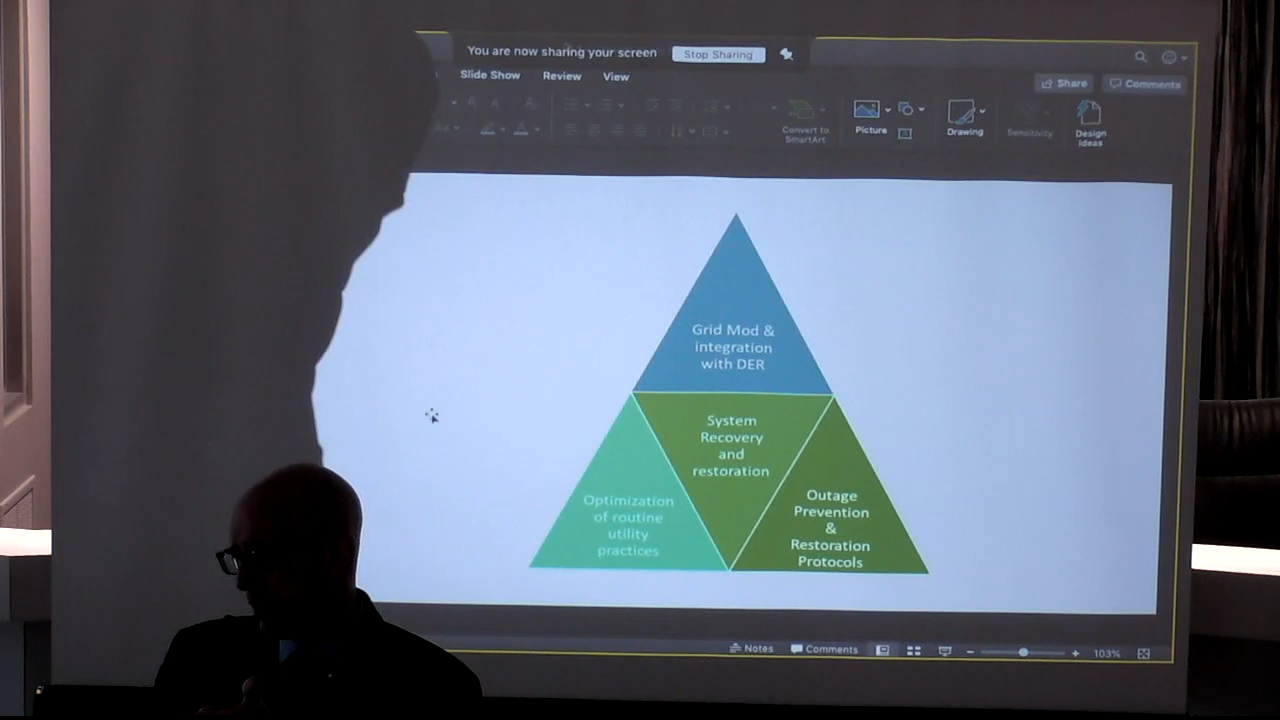 You are now sharing your screen
Stop Sharing
Slide Show
Review
View
Share
Comments
Convert to
SmartArt
Picture
Drawing
Sensitivity
Design
Ideas
Grid Mod &
integration
with DER
System
Recovery
and
restoration
Optimization
of routine
utility
practices
Outage
Prevention
&
Restoration
Protocols
Notes
Comments
103%